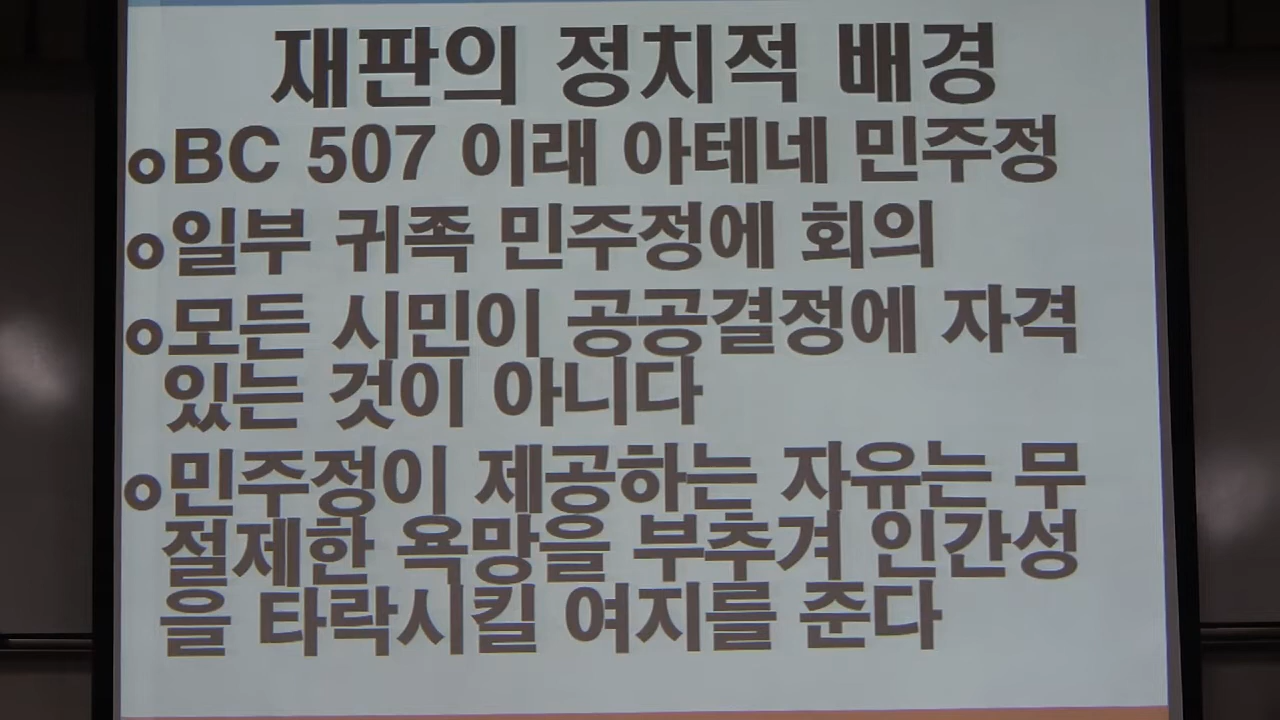 재판의 정치적 배경
oBC 507 이래 아테네 민주정
o일부 귀족 민주정에 회의
o모든 시민이 공공결정에 자격
있는 것이 아니다
o민주정이 제공하는 자유는 무
절제한 욕망을 부추겨 인간성
을 타락시킬 여지를 준다